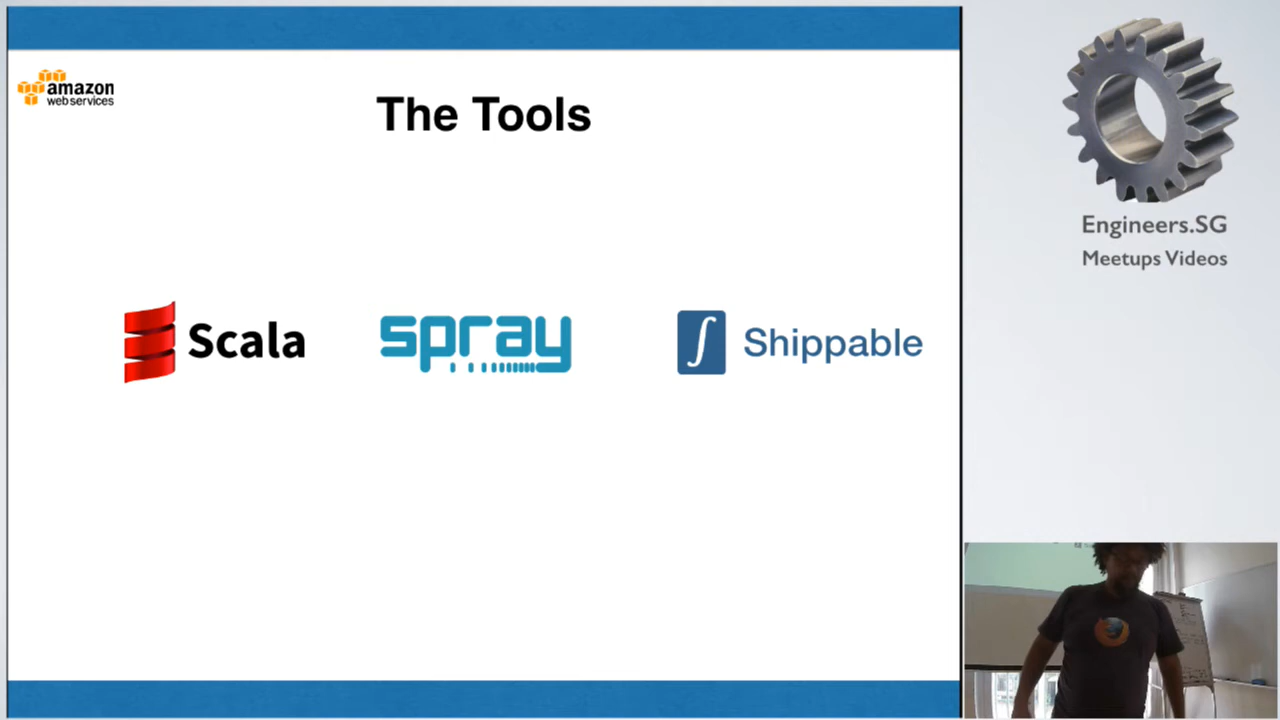 amazon
web services
The Tools
Scala
spray
Shippable
Engineers.SG
Meetups Videos